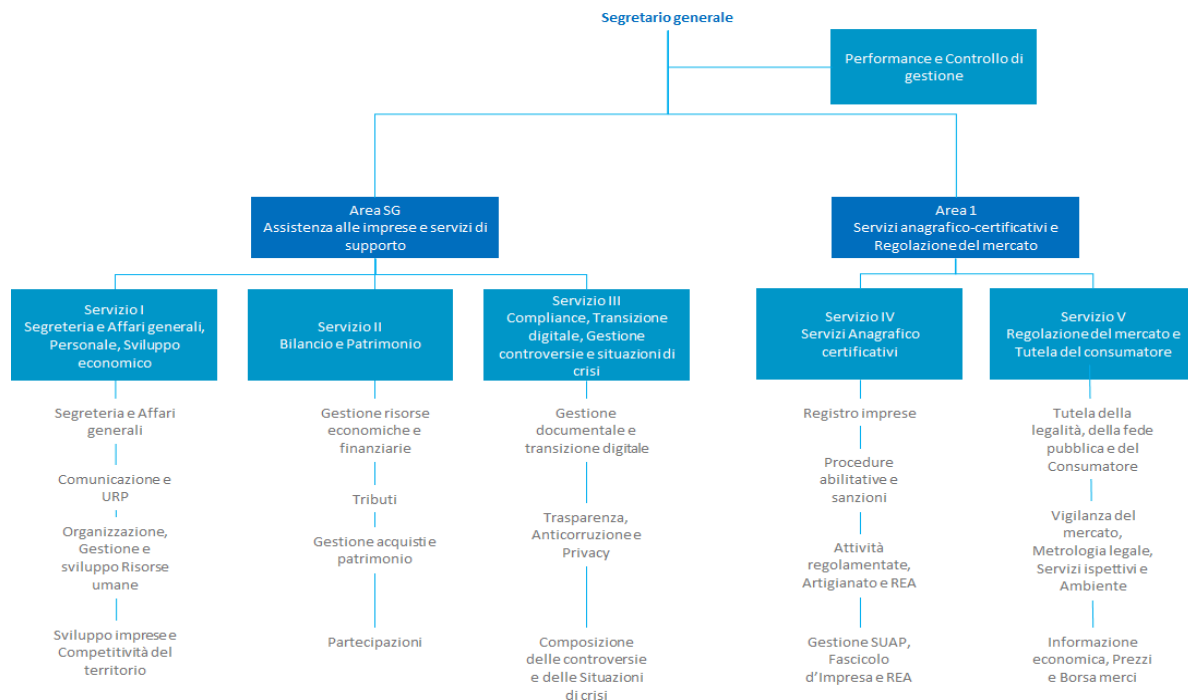 Segretario generale
Performance e Controllo di
gestione
Area SG
Assistenza alle imprese e servizi di
supporto
Area 1
Servizi anagrafico-certificativi e
Regolazione del mercato
Servizio I
Segreteria e Affari generali,
Personale, Sviluppo
economico
Servizio II
Bilancio e Patrimonio
Servizio III
Compliance, Transizione
digitale, Gestione
controversie e situazioni di
crisi
Servizio IV
Servizi Anagrafico
certificativi
Servizio V
Regolazione del mercato e
Tutela del consumatore
Segreteria e Affari
generali
Comunicazione e
URP
Organizzazione,
Gestione e
sviluppo Risorse
umane
Sviluppo imprese e
Competitività del
territorio
Gestione risorse
economiche e
finanziarie
Tributi
Gestione acquisti e
patrimonio
Partecipazioni
Gestione
documentale e
transizione digitale
Trasparenza,
Anticorruzione e
Privacy
Composizione
delle controversie
e delle Situazioni
di crisi
Registro imprese
Procedure
abilitative e
sanzioni
Attività
regolamentate,
Artigianato e REA
Gestione SUAP,
Fascicolo
d'Impresa e REA
Tutela della
legalità, della fede
pubblica e del
Consumatore
Vigilanza del
mercato,
Metrologia legale,
Servizi ispettivi e
Ambiente
Informazione
economica, Prezzi
e Borsa merci